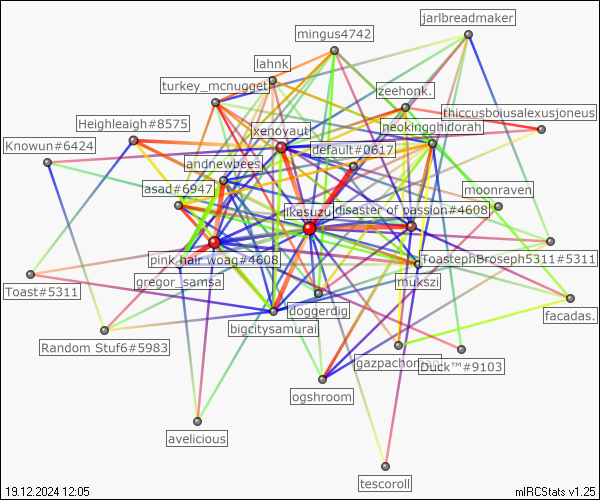 jarlbreadmaker
mingus4742
lahnk
turkey_mcnugget
zeehonk.
thiccusboiusalexusjoneus
Heighleaigh#8575
xenoyaut
neokingghidorah
Knowun#6424
default#0617
andnewbees
asad#6947
moonraven
likesuzu
disaster of passion#4608
pink hair woag#4608
ToastephBroseph5311#5311
gregor_samsa
mukszi
Toast#5311
doggerdig
facadas.
bigcitysamurai
Random Stuf6#5983
Duck™#9103
ogshroom
avelicious
tescoroll
19.12.2024 12:05
mIRCStats v1.25